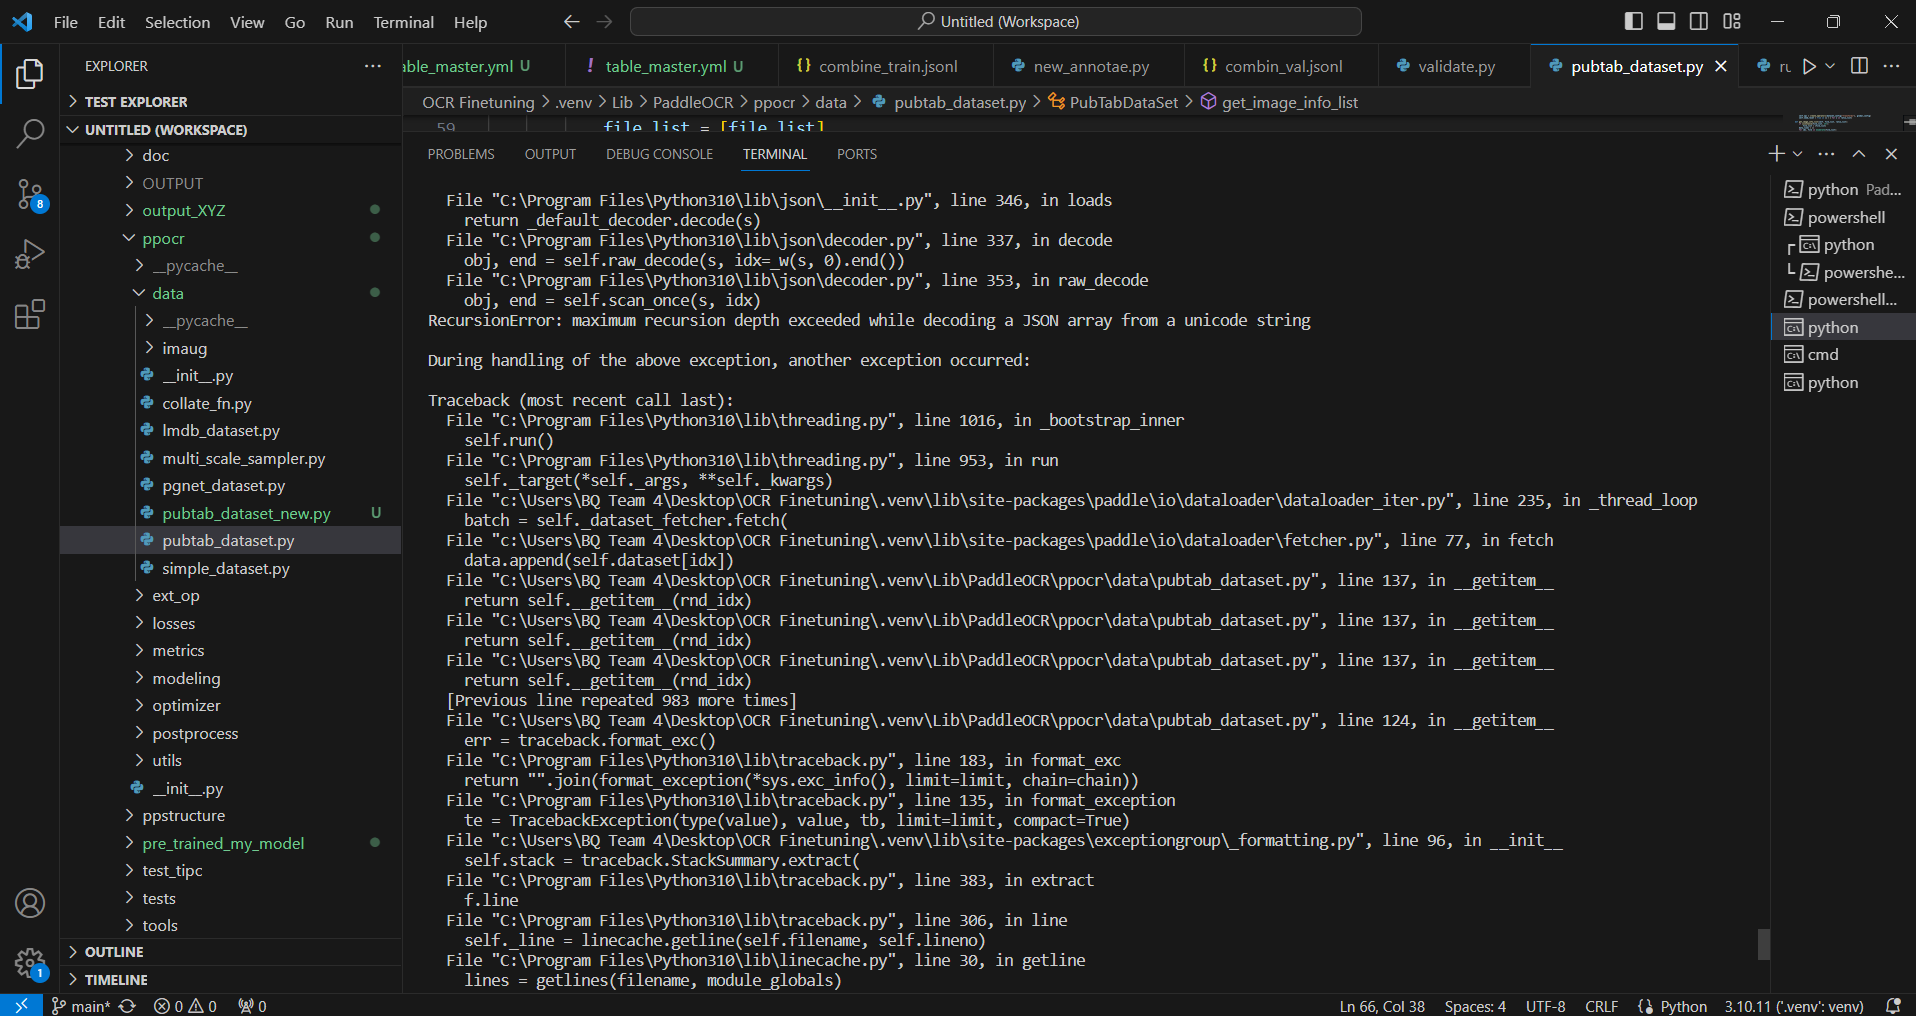 File Edit Selection View Go Run Terminal Help
Untitled (Workspace)
EXPLORER
able_master.yml U
! table_master.yml U
{} combine_train.jsonl
new_annotae.py
{} combin_val.jsonl
validate.py
pubtab_dataset.py
ru
OCR Finetuning > .venv > Lib > PaddleOCR > ppocr > data > pubtab_dataset.py > PubTabDataSet > get_image_info_list
59 file_list = [file_list]
TEST EXPLORER
UNTITLED (WORKSPACE)
doc
OUTPUT
output_XYZ
ppocr
__pycache__
data
__pycache__
imaug
__init__.py
collate_fn.py
lmdb_dataset.py
multi_scale_sampler.py
pgnet_dataset.py
pubtab_dataset_new.py U
pubtab_dataset.py
simple_dataset.py
ext_op
losses
metrics
modeling
optimizer
postprocess
utils
__init__.py
ppstructure
pre_trained_my_model
test_tipc
tests
tools
OUTLINE
TIMELINE
8
1
PROBLEMS OUTPUT DEBUG CONSOLE TERMINAL PORTS
File "C:\Program Files\Python310\lib\json\__init__.py", line 346, in loads
return _default_decoder.decode(s)
File "C:\Program Files\Python310\lib\json\decoder.py", line 337, in decode
obj, end = self.raw_decode(s, idx=_w(s, 0).end())
File "C:\Program Files\Python310\lib\json\decoder.py", line 353, in raw_decode
obj, end = self.scan_once(s, idx)
RecursionError: maximum recursion depth exceeded while decoding a JSON array from a unicode string
During handling of the above exception, another exception occurred:
Traceback (most recent call last):
File "C:\Program Files\Python310\lib\threading.py", line 1016, in _bootstrap_inner
self.run()
File "C:\Program Files\Python310\lib\threading.py", line 953, in run
self._target(*self._args, **self._kwargs)
File "c:\Users\BQ Team 4\Desktop\OCR Finetuning\.venv\lib\site-packages\paddle\io\dataloader\dataloader_iter.py", line 235, in _thread_loop
batch = self._dataset_fetcher.fetch(
File "c:\Users\BQ Team 4\Desktop\OCR Finetuning\.venv\lib\site-packages\paddle\io\dataloader\fetcher.py", line 77, in fetch
data.append(self.dataset[idx])
File "C:\Users\BQ Team 4\Desktop\OCR Finetuning\.venv\Lib\PaddleOCR\ppocr\data\pubtab_dataset.py", line 137, in __getitem__
return self.__getitem__(rnd_idx)
File "C:\Users\BQ Team 4\Desktop\OCR Finetuning\.venv\Lib\PaddleOCR\ppocr\data\pubtab_dataset.py", line 137, in __getitem__
return self.__getitem__(rnd_idx)
File "C:\Users\BQ Team 4\Desktop\OCR Finetuning\.venv\Lib\PaddleOCR\ppocr\data\pubtab_dataset.py", line 137, in __getitem__
return self.__getitem__(rnd_idx)
[Previous line repeated 983 more times]
File "C:\Users\BQ Team 4\Desktop\OCR Finetuning\.venv\Lib\PaddleOCR\ppocr\data\pubtab_dataset.py", line 124, in __getitem__
err = traceback.format_exc()
File "C:\Program Files\Python310\lib\traceback.py", line 183, in format_exc
return "".join(format_exception(*sys.exc_info(), limit=limit, chain=chain))
File "C:\Program Files\Python310\lib\traceback.py", line 135, in format_exception
te = TracebackException(type(value), value, tb, limit=limit, compact=True)
File "C:\Users\BQ Team 4\Desktop\OCR Finetuning\.venv\lib\site-packages\exceptiongroup\_formatting.py", line 96, in __init__
self.stack = traceback.StackSummary.extract(
File "C:\Program Files\Python310\lib\traceback.py", line 383, in extract
f.line
File "C:\Program Files\Python310\lib\traceback.py", line 306, in line
self._line = linecache.getline(self.filename, self.lineno)
File "C:\Program Files\Python310\lib\linecache.py", line 30, in getline
lines = getlines(filename, module_globals)
python Pad...
powershell
python
powershe...
powershell...
python
cmd
python
main* 0 0 0
Ln 66, Col 38 Spaces: 4 UTF-8 CRLF {} Python 3.10.11 ('.venv': venv)